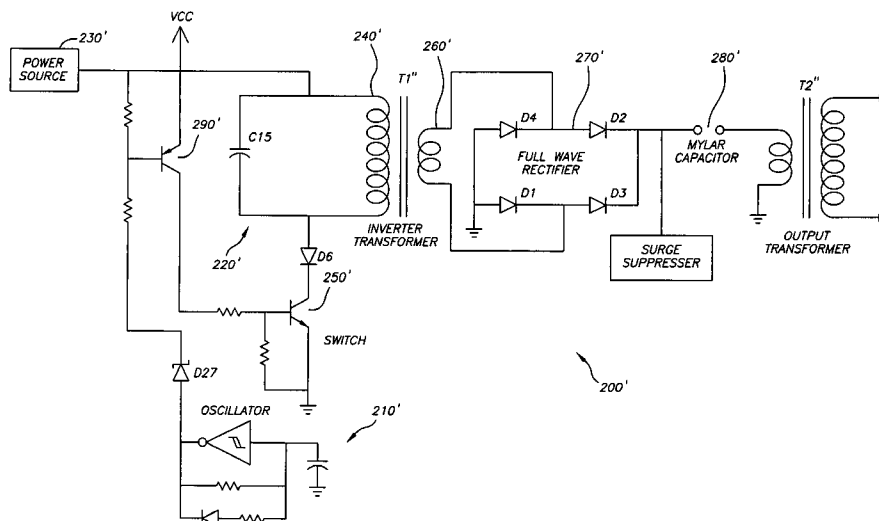 230'
POWER
SOURCE
VCC
240'
260'
T1"
270'
280'
T2"
290'
C15
D4
D2
FULL WAVE
RECTIFIER
MYLAR
CAPACITOR
D1
D3
INVERTER
TRANSFORMER
220'
D6
250'
SWITCH
SURGE
SUPPRESSER
OUTPUT
TRANSFORMER
200'
D27
OSCILLATOR
210'